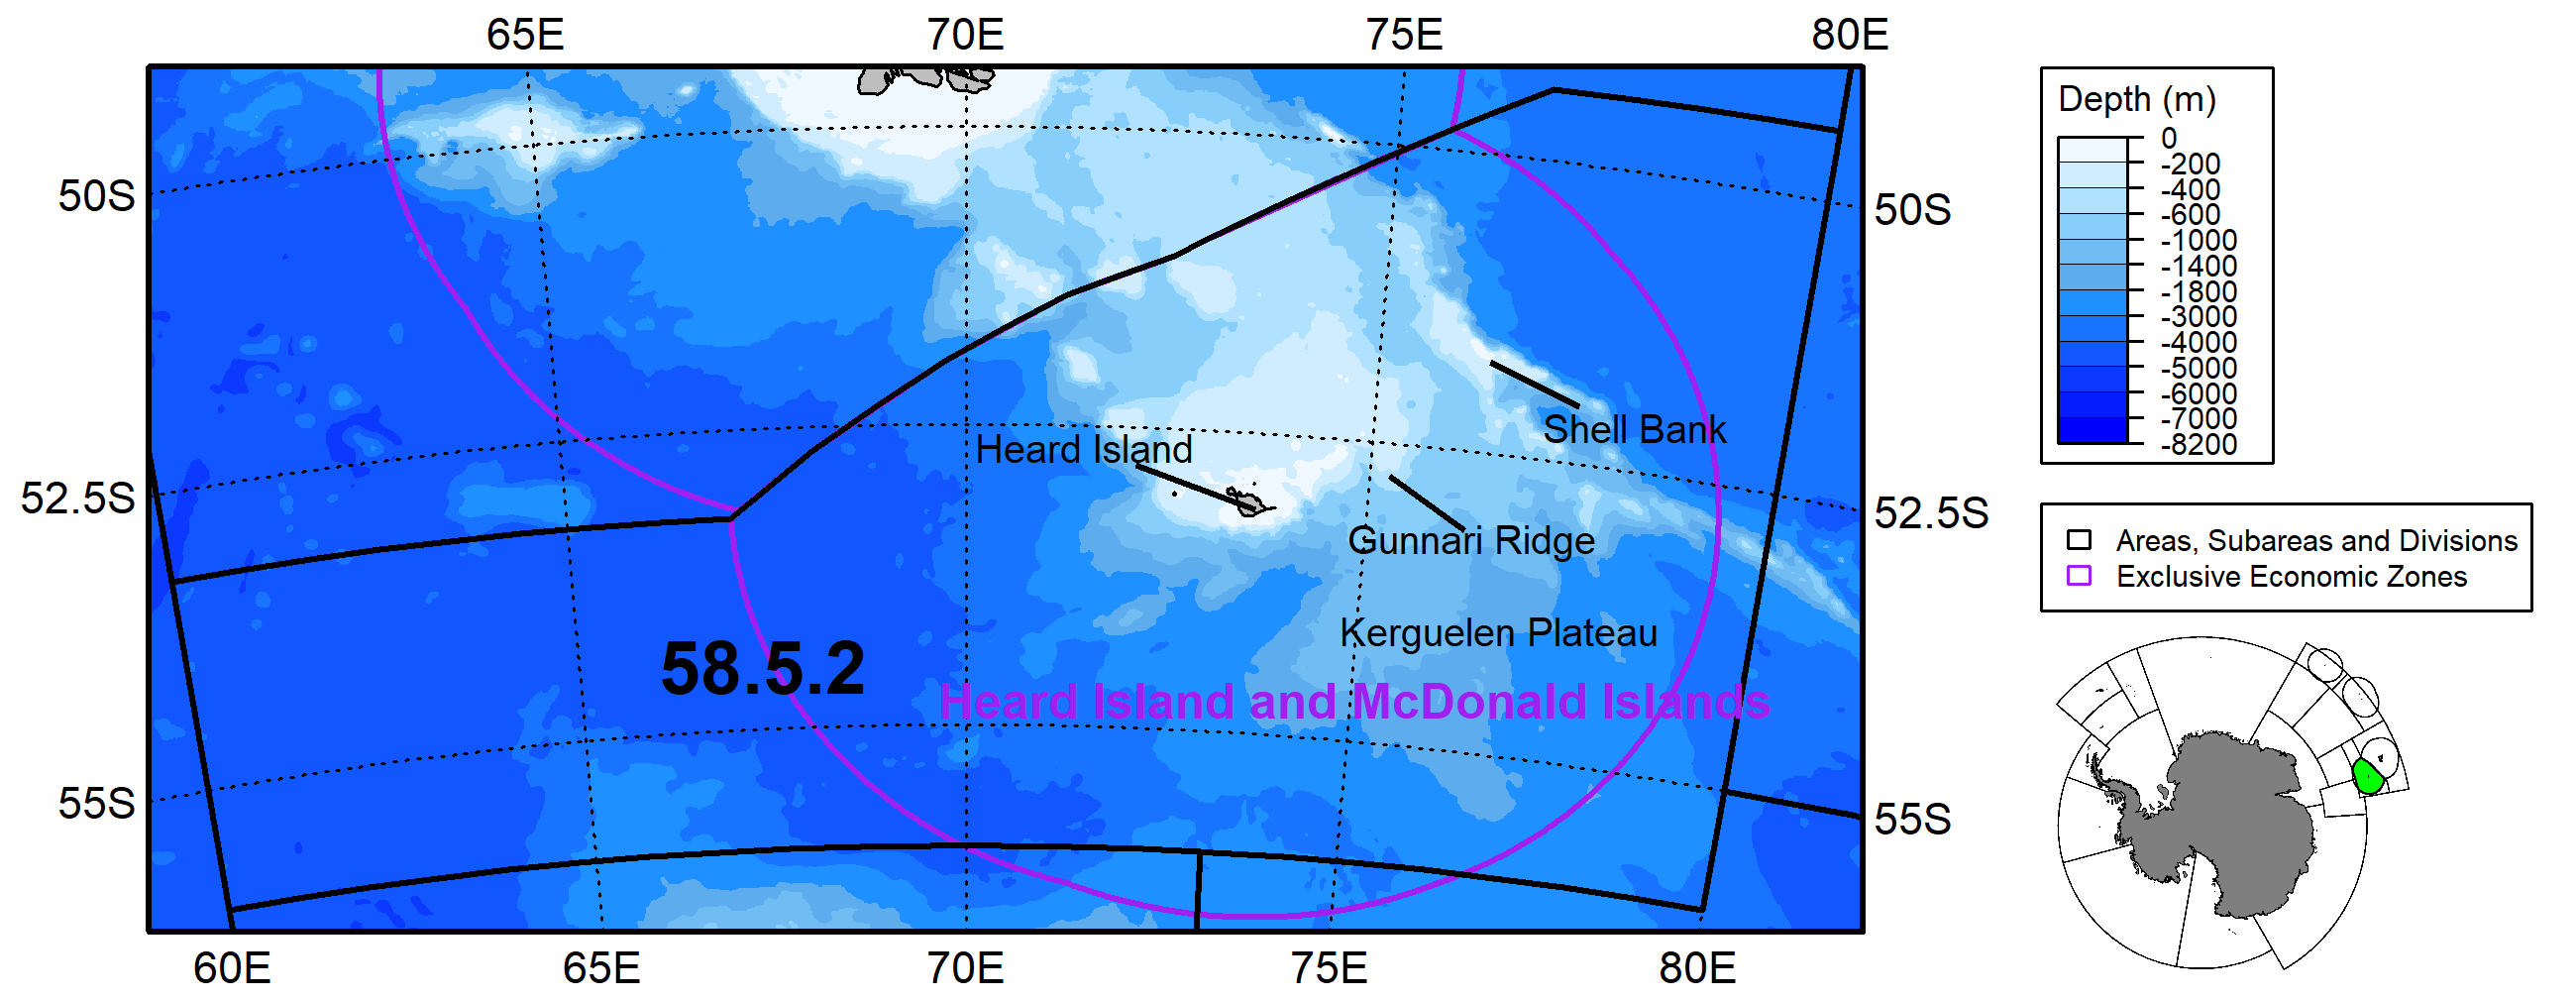 65E
70E
75E
80E
50S
52.5S
55S
50S
52.5S
55S
60E
65E
70E
75E
80E
Heard Island
Shell Bank
Gunnari Ridge
Kerguelen Plateau
58.5.2
Heard Island and McDonald Islands
Depth (m)
0
-200
-400
-600
-1000
-1400
-1800
-3000
-4000
-5000
-6000
-7000
-8200
Areas, Subareas and Divisions
Exclusive Economic Zones